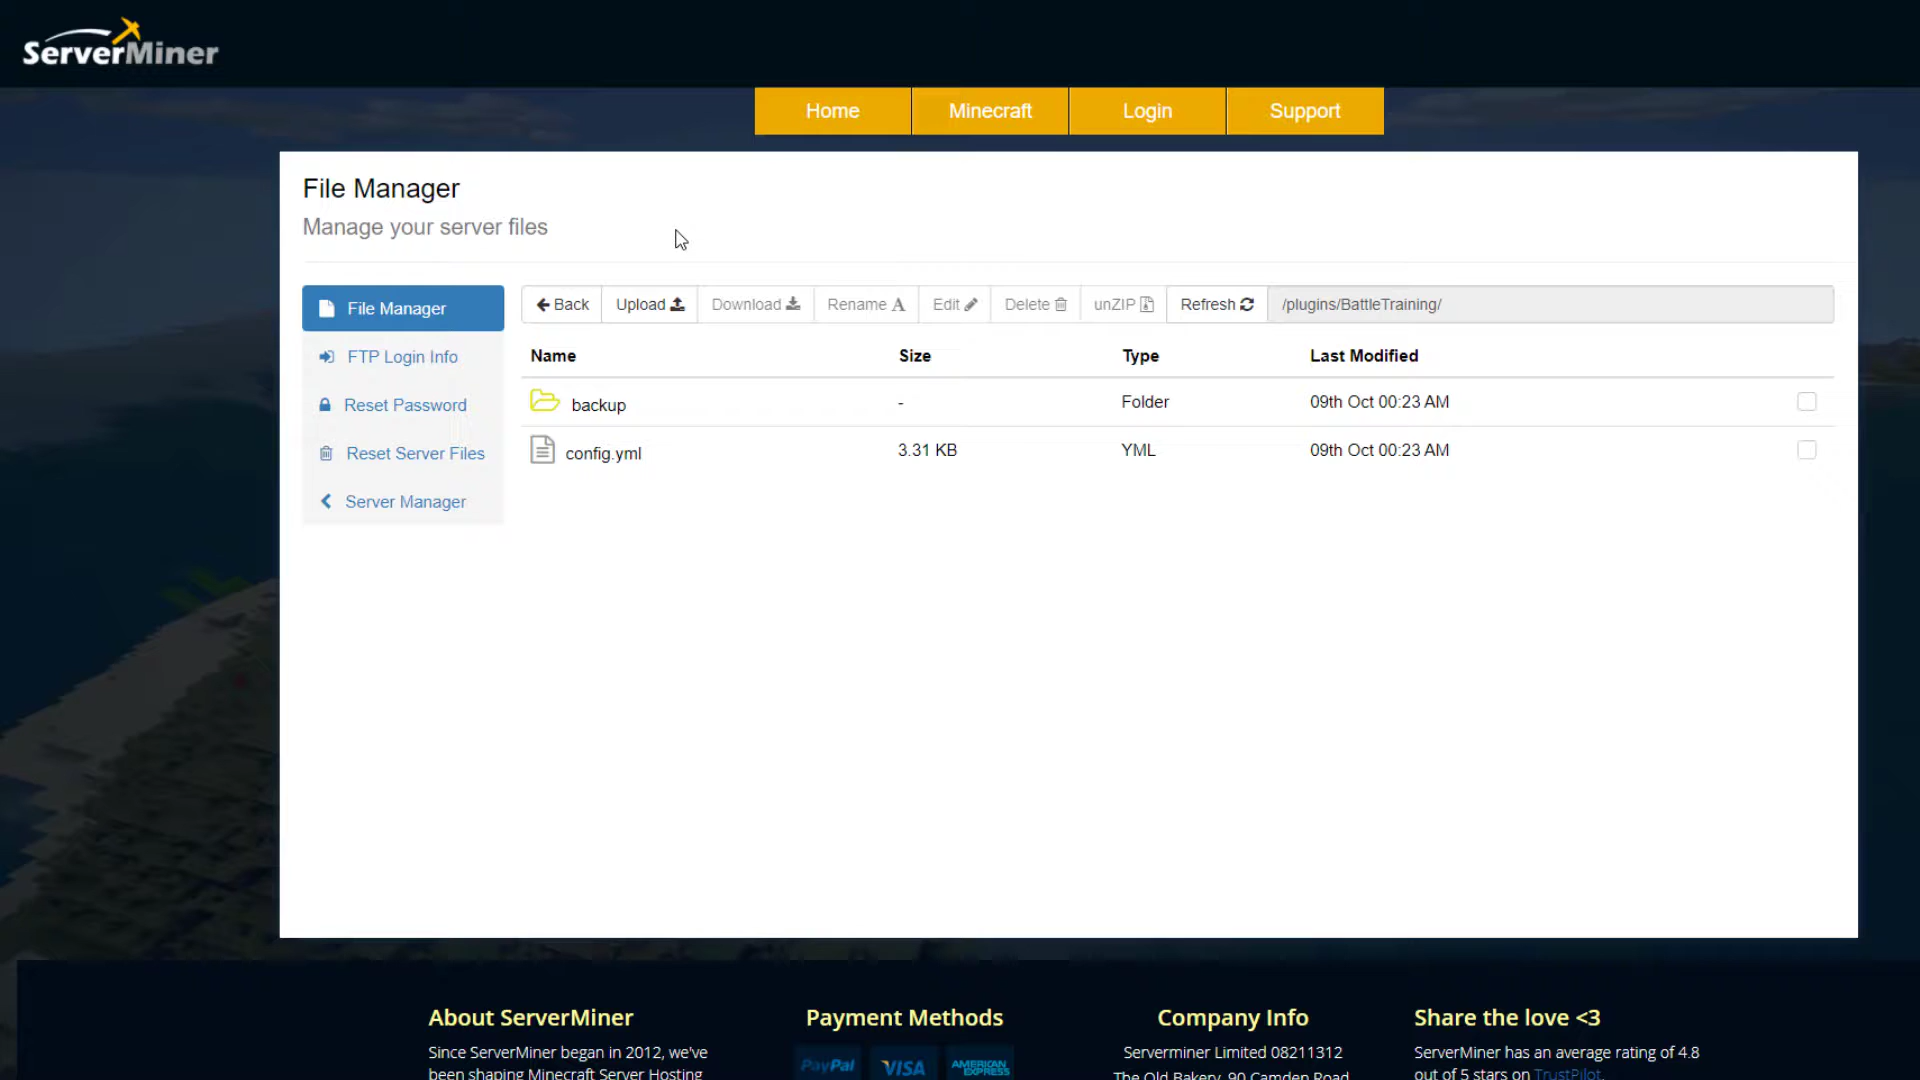 ServerMiner
Home Minecraft Login Support
File Manager
Manage your server files
File Manager
FTP Login Info
Reset Password
Reset Server Files
Server Manager
Back Upload Download Rename Edit Delete unZIP Refresh /plugins/BattleTraining/
Name Size Type Last Modified
backup - Folder 09th Oct 00:23 AM
config.yml 3.31 KB YML 09th Oct 00:23 AM
About ServerMiner
Since ServerMiner began in 2012, we've
been shaping Minecraft Server Hosting
Payment Methods
PayPal VISA AMERICAN EXPRESS
Company Info
Serverminer Limited 08211312
The Old Bakery, 90 Camden Road
Share the love <3
ServerMiner has an average rating of 4.8
out of 5 stars on TrustPilot.